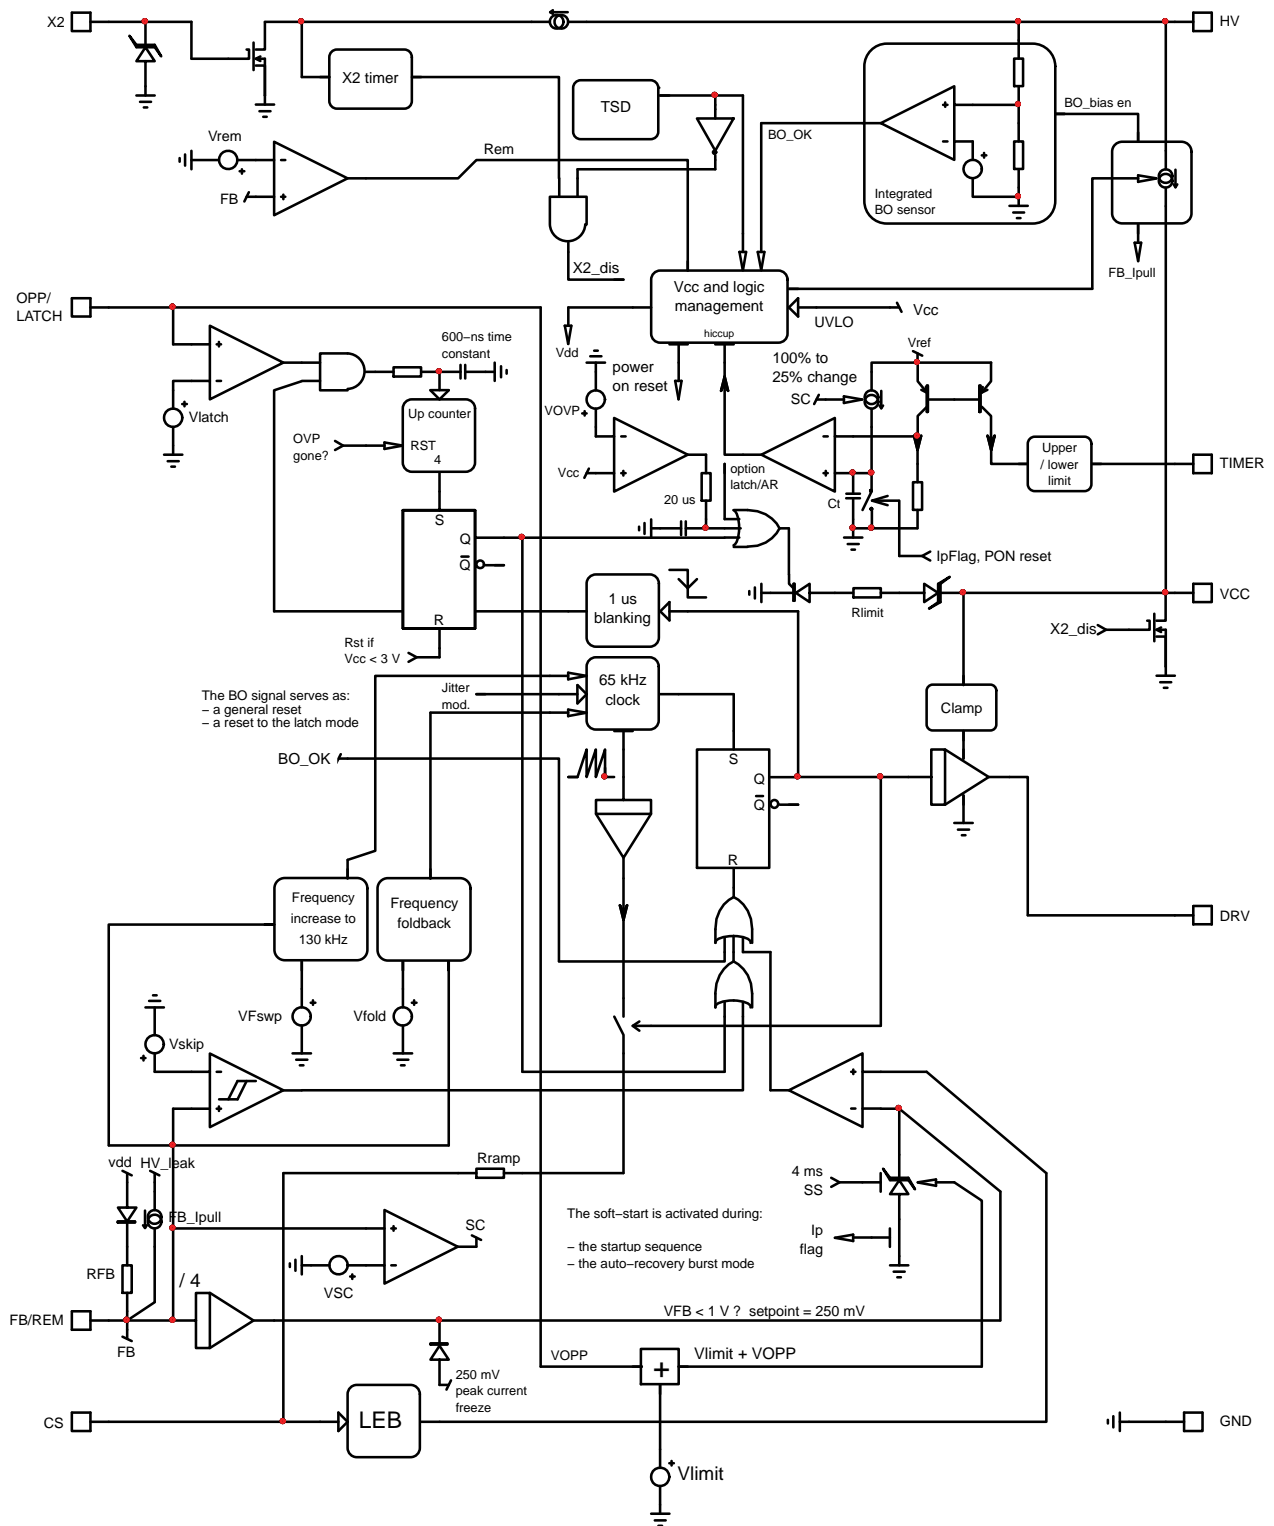 X2
HV
X2 timer
TSD
BO_bias en
Vrem
BO_OK
Rem
FB
Integrated
BO sensor
FB_Ipull
X2_dis
OPP/
LATCH
Vcc and logic
management
hiccup
UVLO
Vcc
Vdd
600–ns time
constant
power
on reset
100% to
25% change
Vref
SC
VOVP
Vlatch
Up counter
RST
4
OVP
gone?
Upper
/ lower
limit
TIMER
Vcc
option
latch/AR
20 us
Ct
S
Q
Q
R
IpFlag, PON reset
1 us
blanking
Rlimit
VCC
X2_dis
Rst if
Vcc < 3 V
65 kHz
clock
Jitter
mod.
The BO signal serves as:
– a general reset
– a reset to the latch mode
Clamp
BO_OK
S
Q
Q
R
Frequency
increase to
130 kHz
Frequency
foldback
DRV
VFswp
Vfold
Vskip
vdd
HV_leak
Rramp
4 ms
SS
FB_Ipull
SC
The soft–start is activated during:
– the startup sequence
– the auto–recovery burst mode
Ip
flag
RFB
/ 4
VSC
FB/REM
VFB < 1 V ? setpoint = 250 mV
FB
VOPP
+
Vlimit + VOPP
250 mV
peak current
freeze
CS
LEB
GND
Vlimit